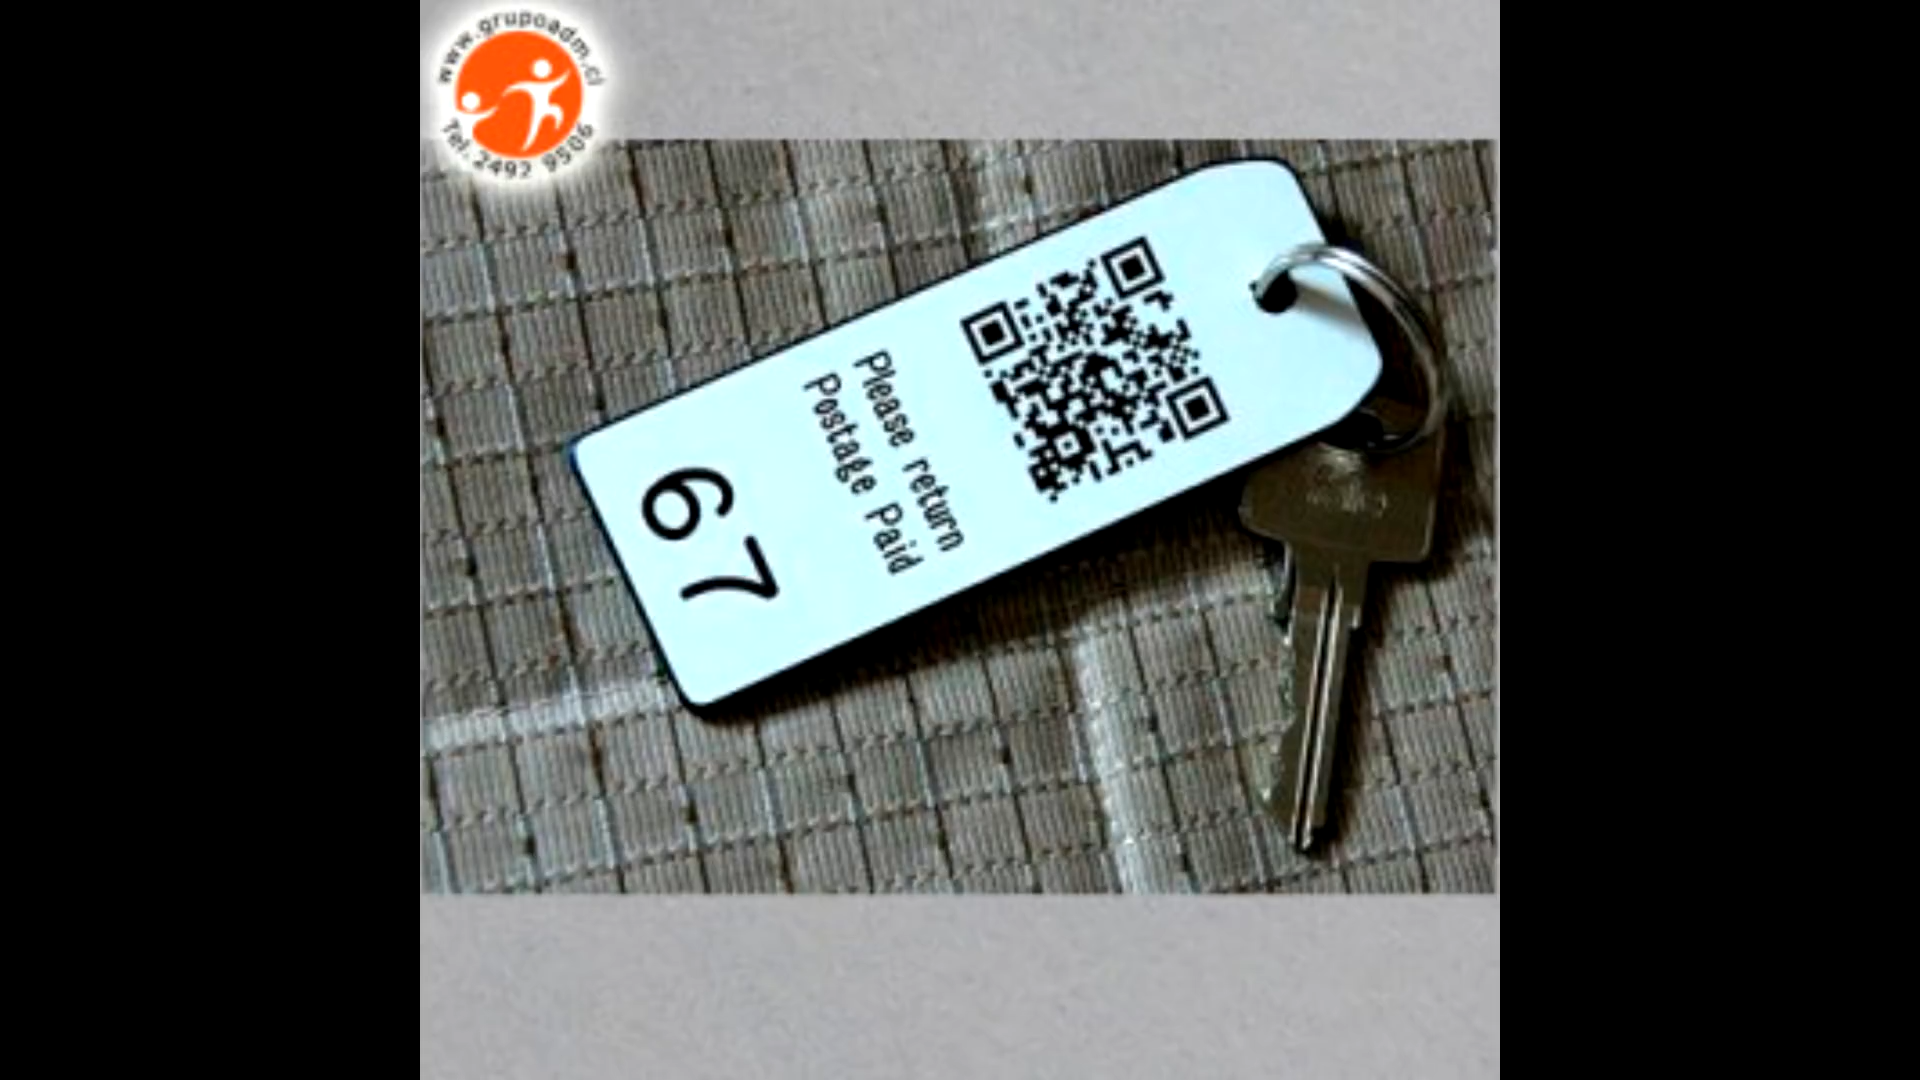 www.grupoadm.cl
Tel. 2492 9506
Please return
Postage Paid
67